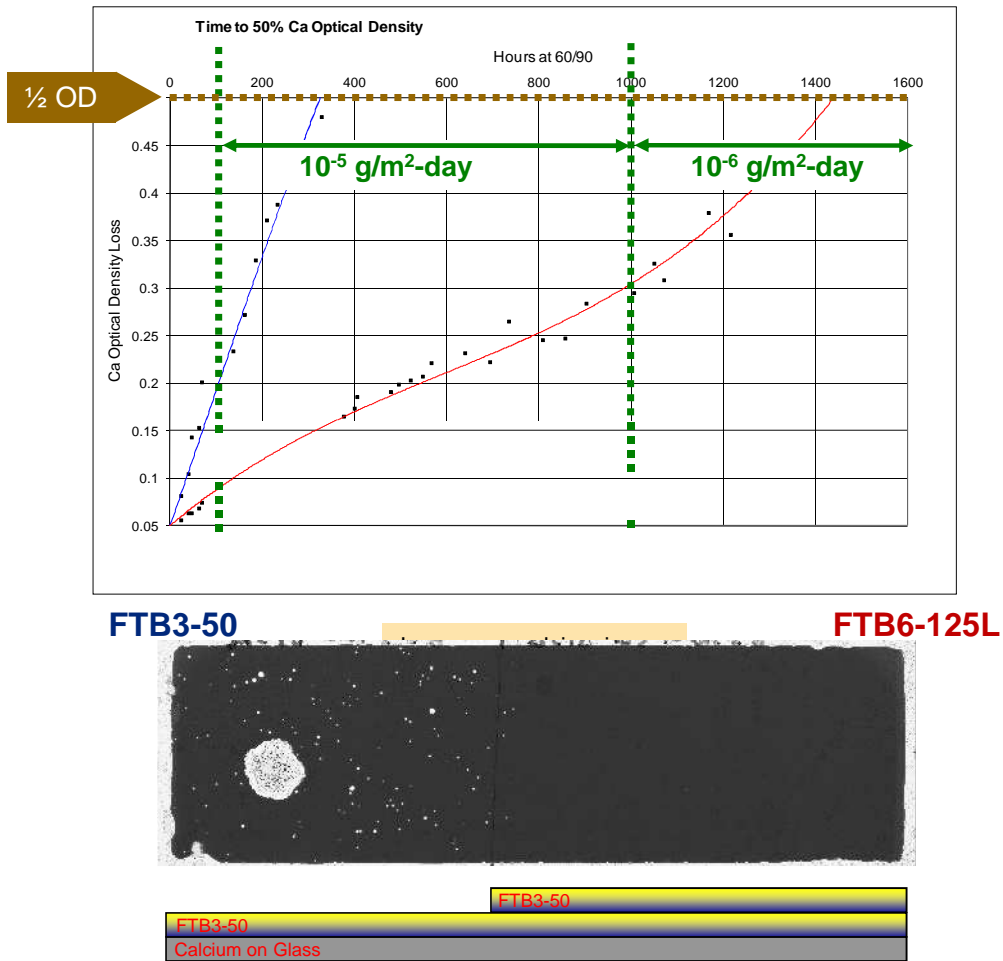 Time to 50% Ca Optical Density
Hours at 60/90
0 200 400 600 800 1000 1200 1400 1600
½ OD
0.45
10⁻⁵ g/m²-day 10⁻⁶ g/m²-day
0.4
0.35
0.3
0.25
0.2
0.15
0.1
0.05
Ca Optical Density Loss
FTB3-50 FTB6-125L
FTB3-50
FTB3-50
Calcium on Glass